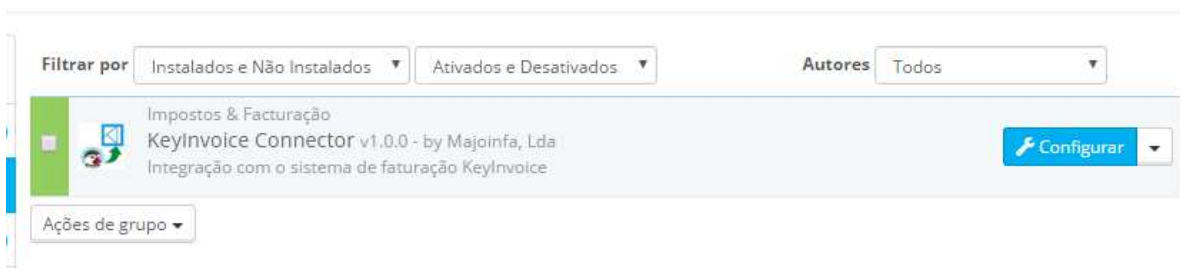 Filtrar por Instalados e Não Instalados Ativados e Desativados Autores Todos
Impostos & Facturação
KeyInvoice Connector v1.0.0 - by Majoinfa, Lda
Integração com o sistema de faturação KeyInvoice
Configurar
Ações de grupo